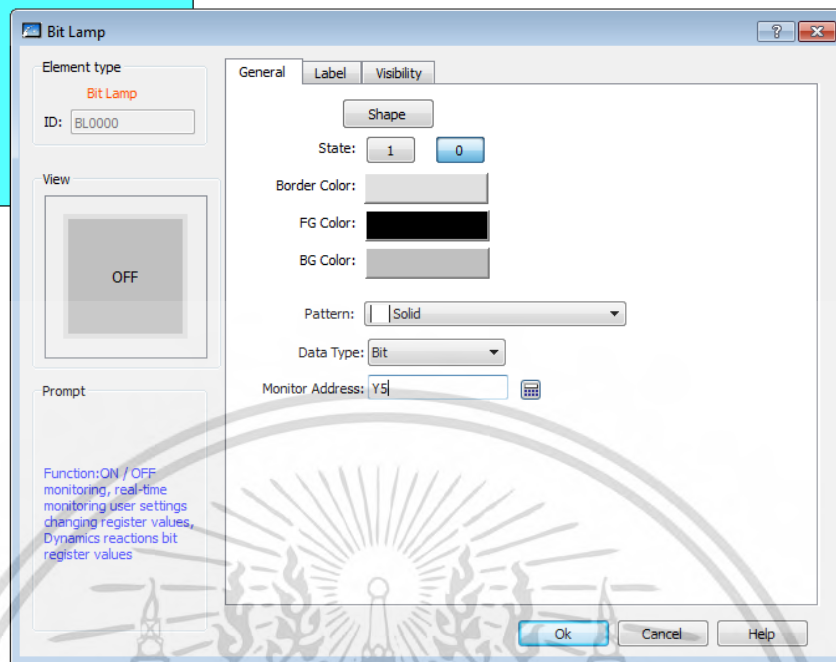 Bit Lamp
Element type
Bit Lamp
ID: BL0000
View
OFF
Prompt
Function:ON / OFF
monitoring, real-time
monitoring user settings
changing register values,
Dynamics reactions bit
register values
General Label Visibility
Shape
State: 1 0
Border Color:
FG Color:
BG Color:
Pattern: Solid
Data Type: Bit
Monitor Address: Y5
Ok Cancel Help